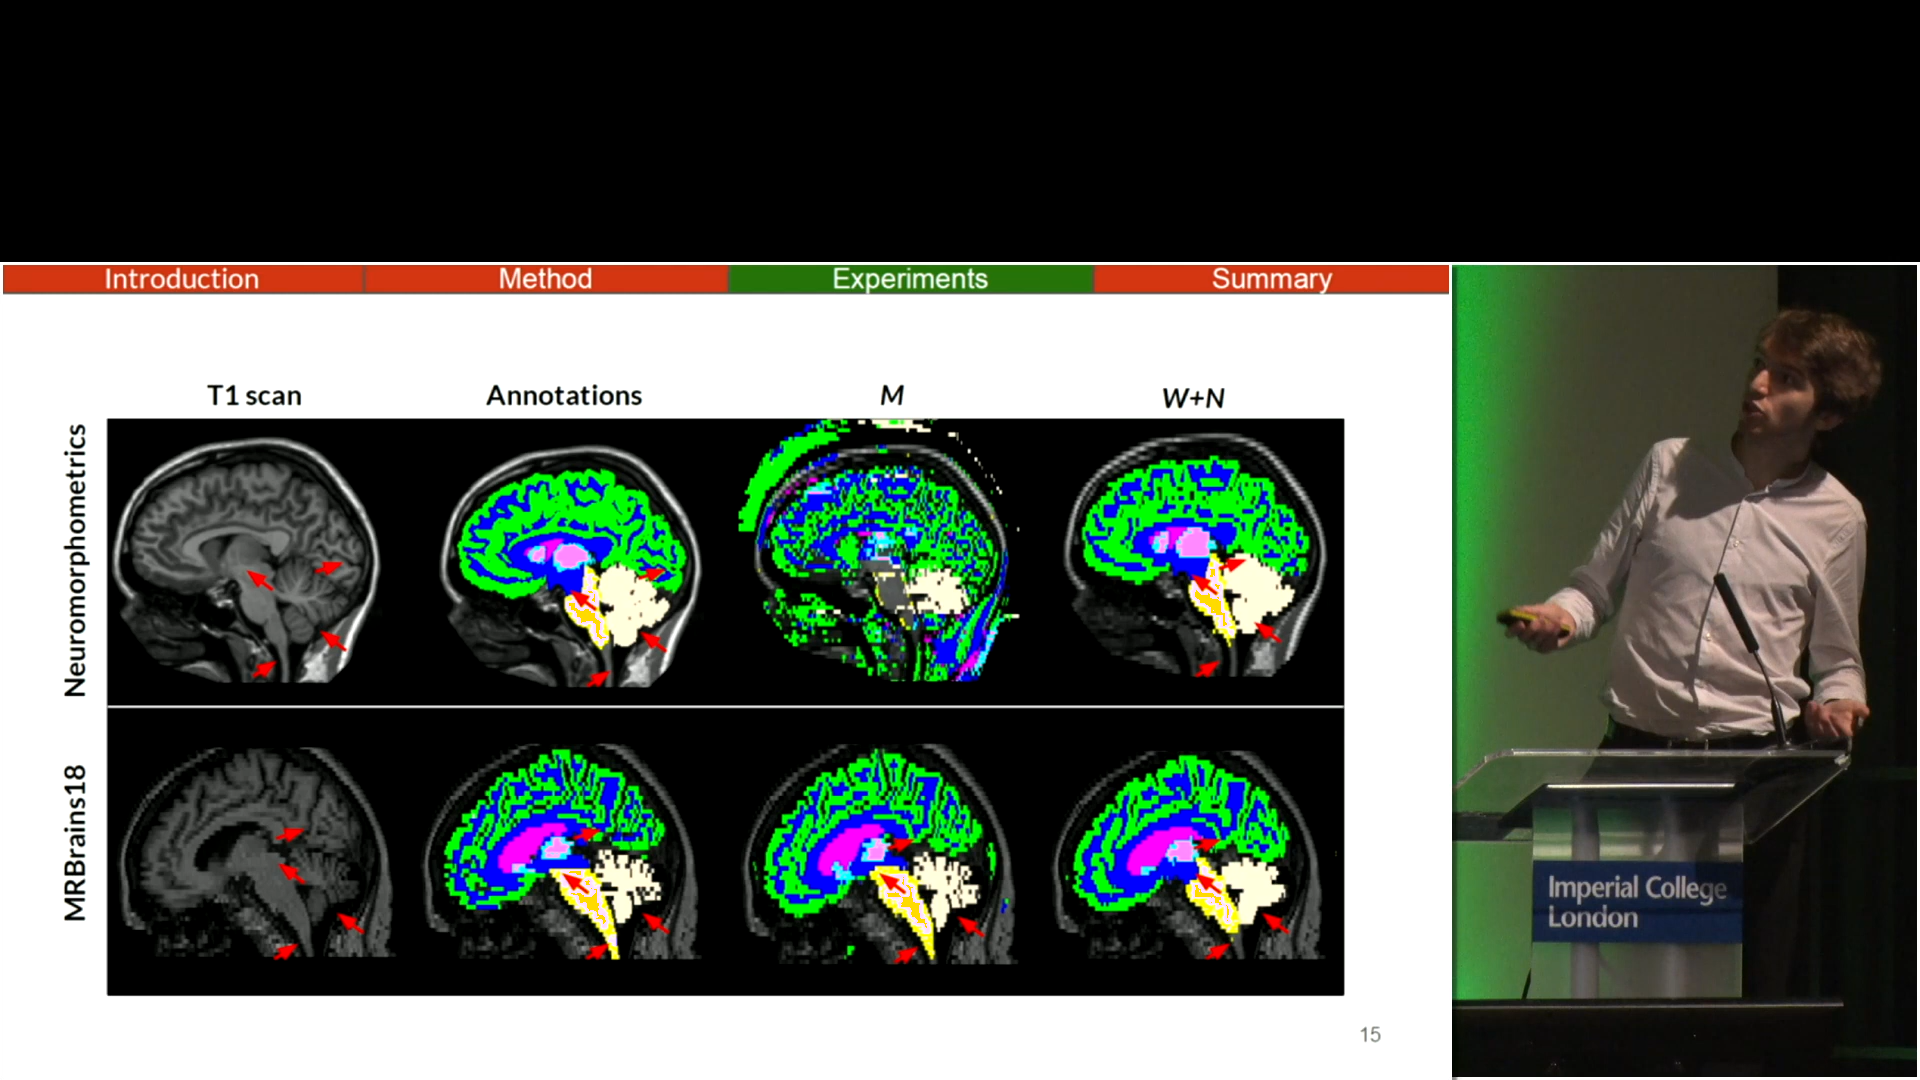 Introduction
Method
Experiments
Summary
T1 scan
Annotations
M
W+N
Neuromorphometrics
MRBrains18
15
Imperial College
London